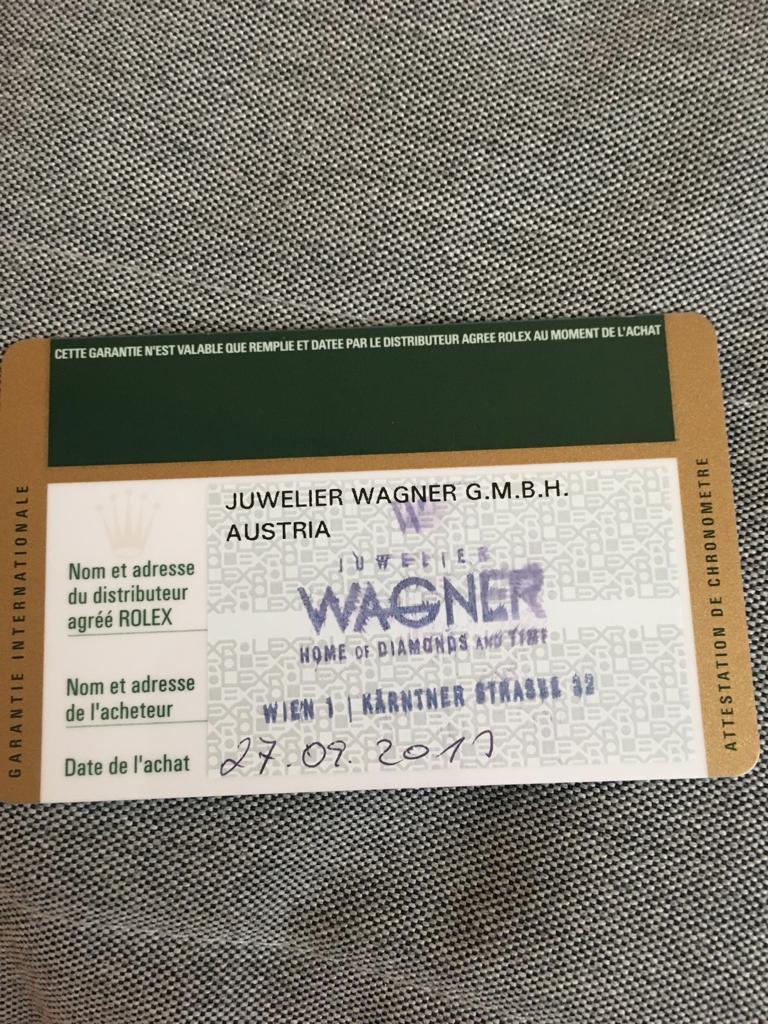 CETTE GARANTIE N'EST VALABLE QUE REMPLIE ET DATEE PAR LE DISTRIBUTEUR AGREE ROLEX AU MOMENT DE L'ACHAT
GARANTIE INTERNATIONALE
JUWELIER WAGNER G.M.B.H.
AUSTRIA
Nom et adresse
du distributeur
agréé ROLEX
JUWELIER
WAGNER
HOME OF DIAMONDS AND TIME
Nom et adresse
de l'acheteur
WIEN 1 | KÄRNTNER STRASSE 32
Date de l'achat
27.09.
ATTESTATION DE CHRONOMETRE